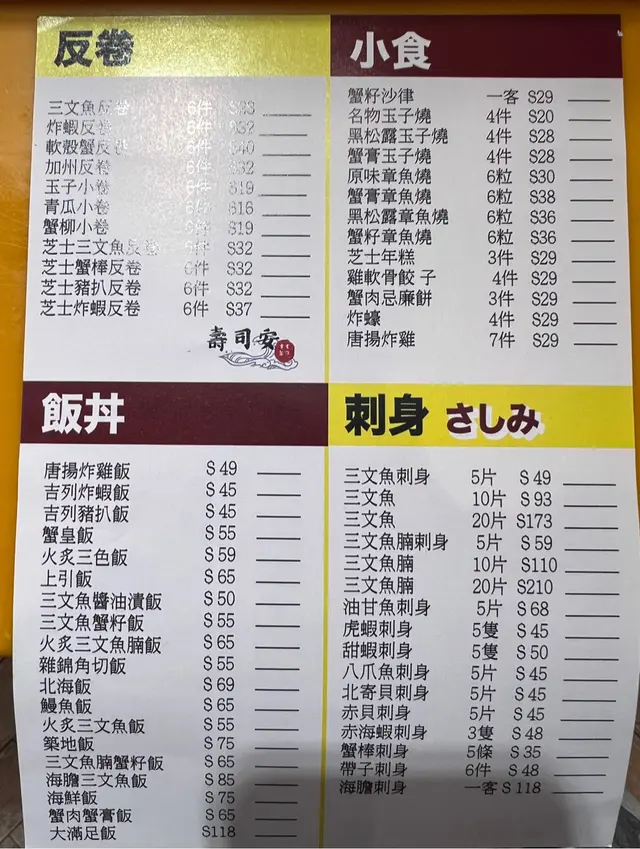 反卷
三文魚反卷 6件 $33
炸蝦反卷 6件 $32
軟殼蟹反卷 6件 $40
加州反卷 6件 $32
玉子小卷 6件 $19
青瓜小卷 6件 $16
蟹柳小卷 6件 $19
芝士三文魚反卷 6件 $32
芝士蟹棒反卷 6件 $32
芝士豬扒反卷 6件 $32
芝士炸蝦反卷 6件 $37
壽司安
小食
蟹籽沙律 一客 $29
名物玉子燒 4件 $20
黑松露玉子燒 4件 $28
蟹膏玉子燒 4件 $28
原味章魚燒 6粒 $30
蟹膏章魚燒 6粒 $38
黑松露章魚燒 6粒 $36
蟹籽章魚燒 6粒 $36
芝士年糕 3件 $29
雞軟骨餃子 4件 $29
蟹肉忌廉餅 3件 $29
炸蠔 4件 $29
唐揚炸雞 7件 $29
飯丼
唐揚炸雞飯 $49
吉列炸蝦飯 $45
吉列豬扒飯 $45
蟹皇飯 $55
火炙三色飯 $59
上引飯 $65
三文魚醬油漬飯 $50
三文魚蟹籽飯 $55
火炙三文魚腩飯 $65
雜錦角切飯 $55
北海飯 $69
鰻魚飯 $65
火炙三文魚飯 $55
築地飯 $75
三文魚腩蟹籽飯 $65
海膽三文魚飯 $85
海鮮飯 $75
蟹肉蟹膏飯 $65
大滿足飯 $118
刺身 さしみ
三文魚刺身 5片 $49
三文魚 10片 $93
三文魚 20片 $173
三文魚腩刺身 5片 $59
三文魚腩 10片 $110
三文魚腩 20片 $210
油甘魚刺身 5片 $68
虎蝦刺身 5隻 $45
甜蝦刺身 5隻 $50
八爪魚刺身 5片 $45
北寄貝刺身 5片 $45
赤貝刺身 5片 $45
赤海蝦刺身 3隻 $48
蟹棒刺身 5條 $35
帶子刺身 6件 $48
海膽刺身 一客 $118